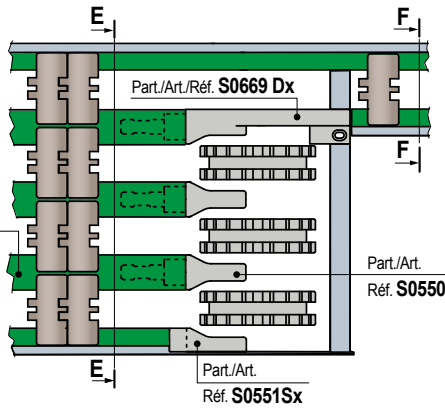 E
F
Part./Art./Réf. S0669 Dx
F
Part./Art.
Réf. S0550
E
Part./Art.
Réf. S0551Sx